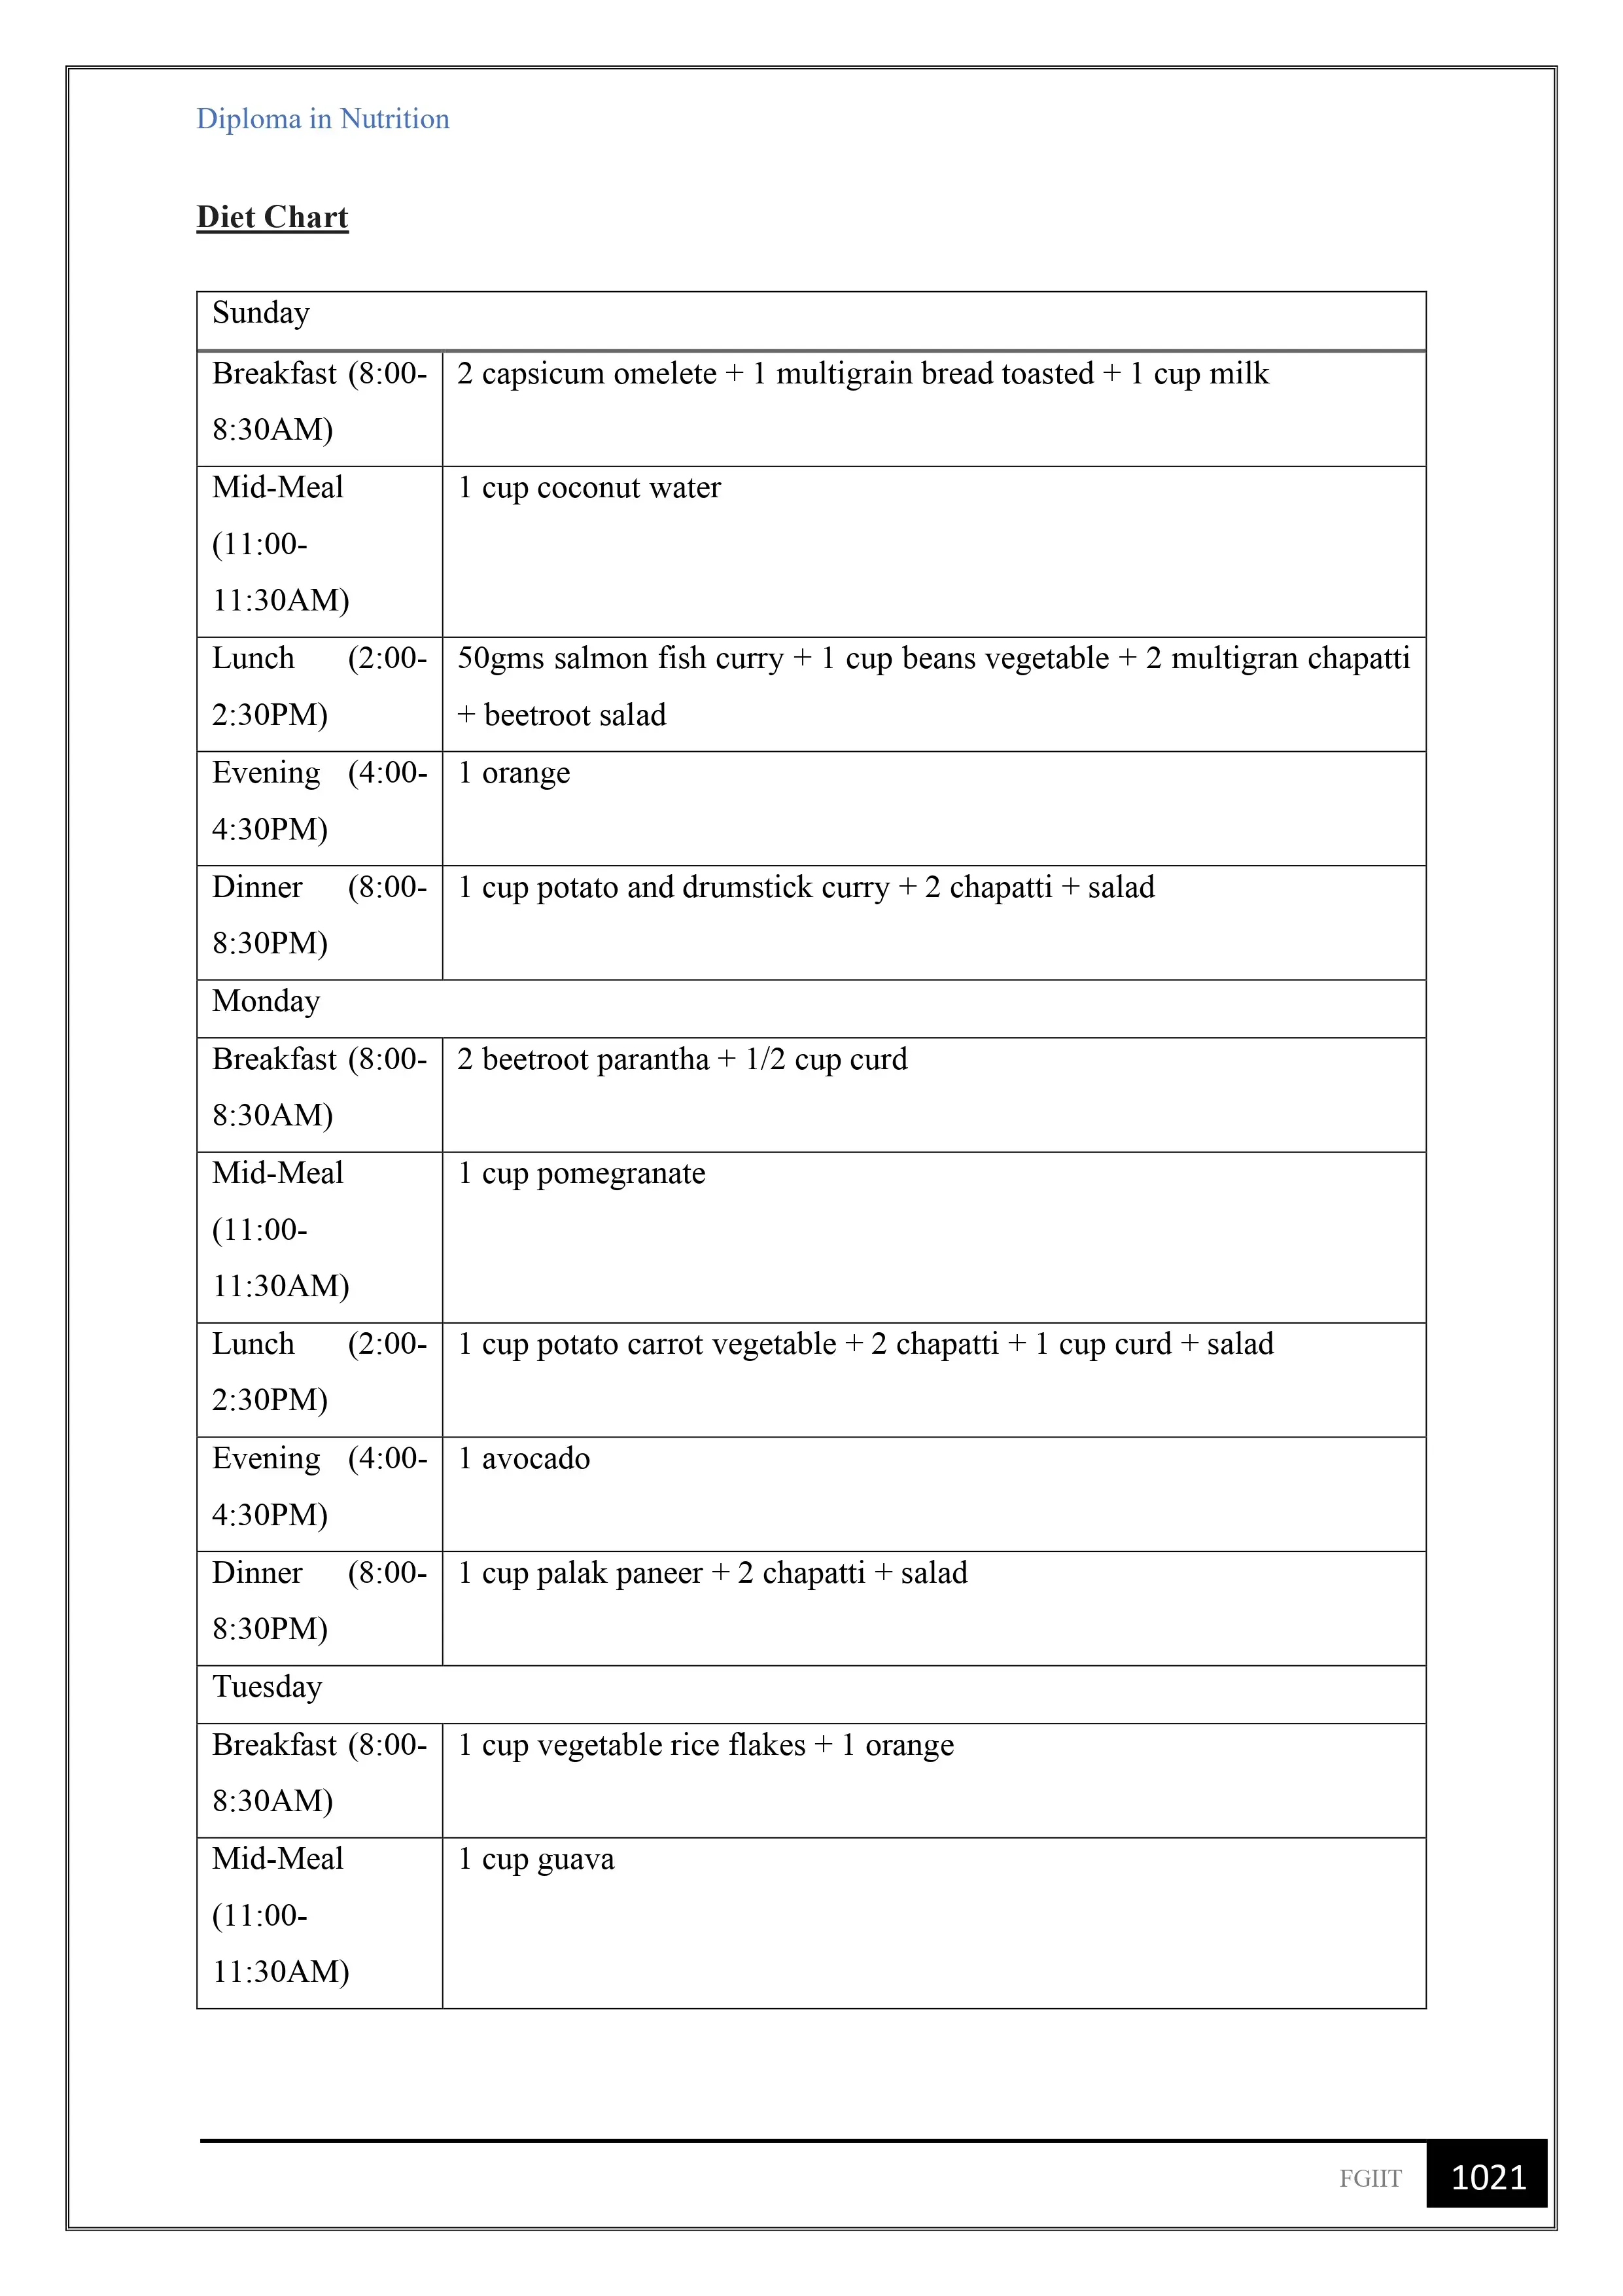 Diploma in Nutrition
Diet Chart
Sunday
Breakfast (8:00-
8:30AM)
2 capsicum omelete + 1 multigrain bread toasted + 1 cup milk
Mid-Meal
(11:00-
11:30AM)
1 cup coconut water
Lunch (2:00-
2:30PM)
50gms salmon fish curry + 1 cup beans vegetable + 2 multigran chapatti
+ beetroot salad
Evening (4:00-
4:30PM)
1 orange
Dinner (8:00-
8:30PM)
1 cup potato and drumstick curry + 2 chapatti + salad
Monday
Breakfast (8:00-
8:30AM)
2 beetroot parantha + 1/2 cup curd
Mid-Meal
(11:00-
11:30AM)
1 cup pomegranate
Lunch (2:00-
2:30PM)
1 cup potato carrot vegetable + 2 chapatti + 1 cup curd + salad
Evening (4:00-
4:30PM)
1 avocado
Dinner (8:00-
8:30PM)
1 cup palak paneer + 2 chapatti + salad
Tuesday
Breakfast (8:00-
8:30AM)
1 cup vegetable rice flakes + 1 orange
Mid-Meal
(11:00-
11:30AM)
1 cup guava
FGIIT 1021